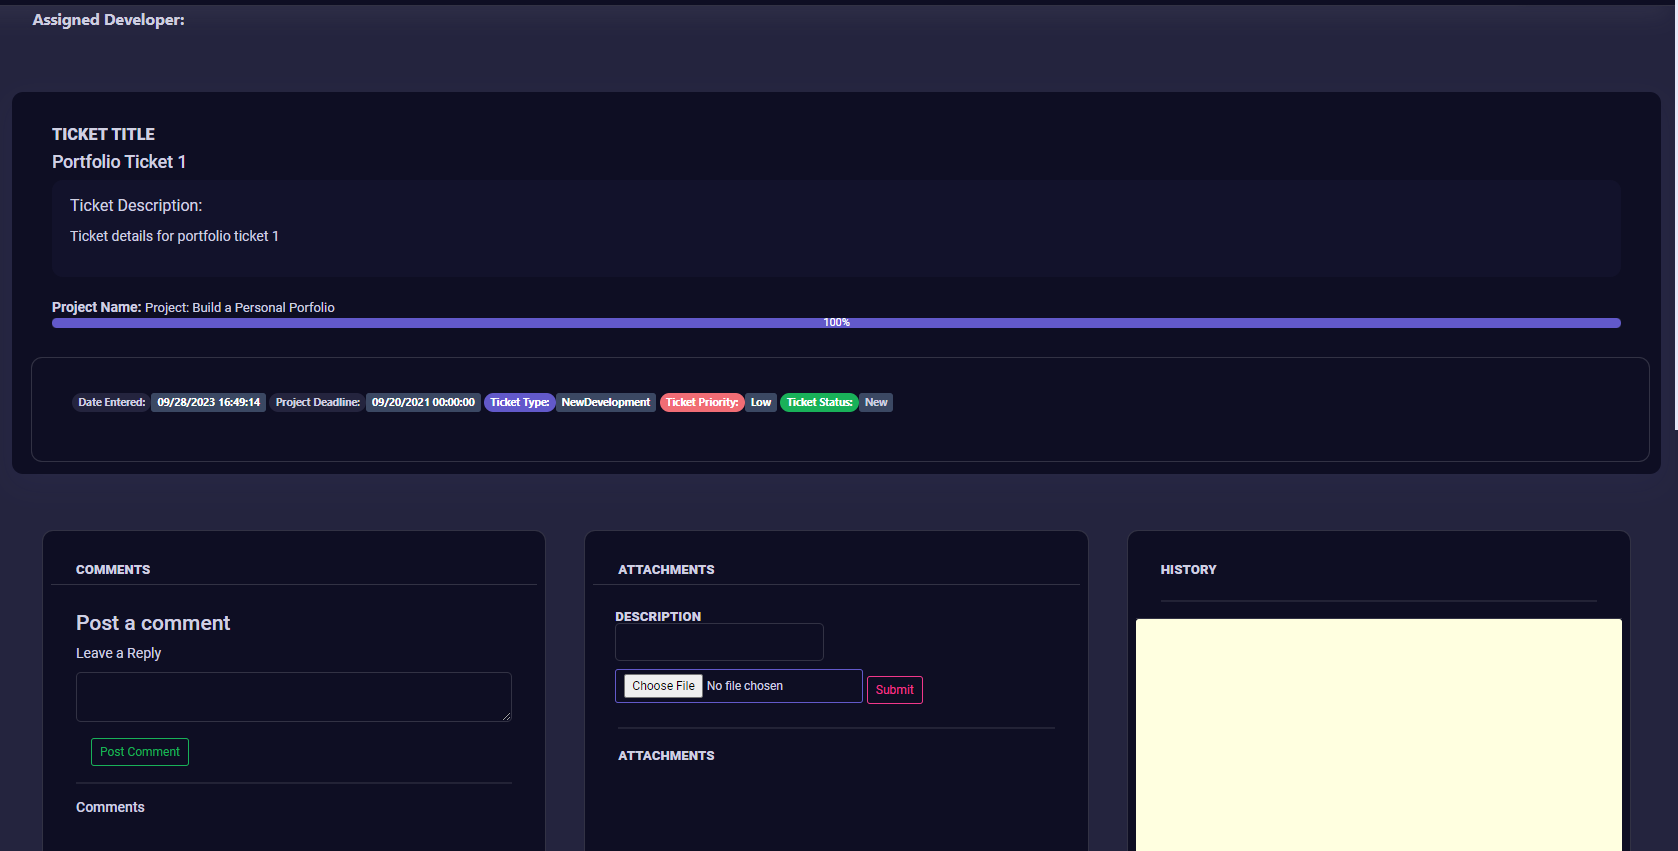 Assigned Developer:
TICKET TITLE
Portfolio Ticket 1
Ticket Description:
Ticket details for portfolio ticket 1
Project Name: Project: Build a Personal Porfolio
100%
Date Entered: 09/28/2023 16:49:14 Project Deadline: 09/20/2021 00:00:00 Ticket Type: NewDevelopment Ticket Priority: Low Ticket Status: New
COMMENTS
Post a comment
Leave a Reply
Post Comment
Comments
ATTACHMENTS
DESCRIPTION
Choose File No file chosen Submit
ATTACHMENTS
HISTORY